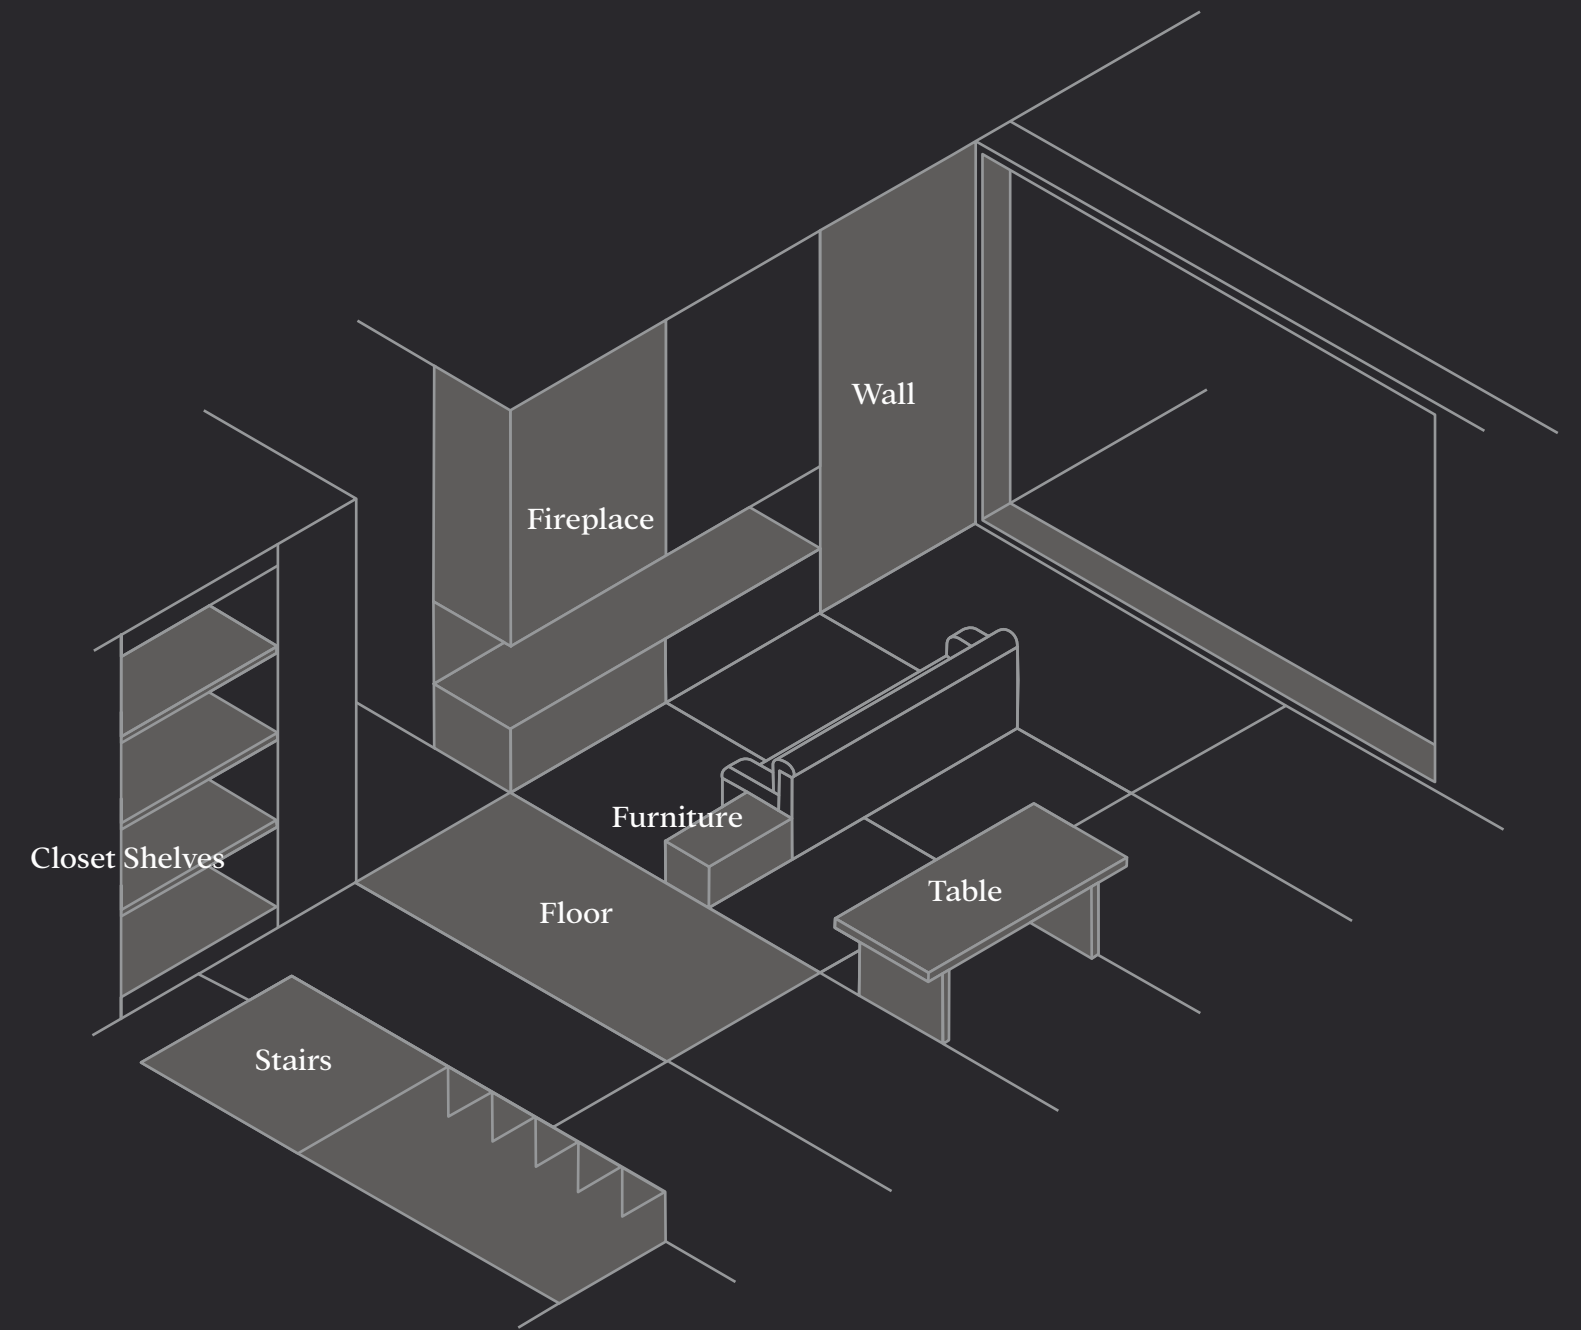 Wall
Fireplace
Furniture
Closet Shelves
Table
Floor
Stairs